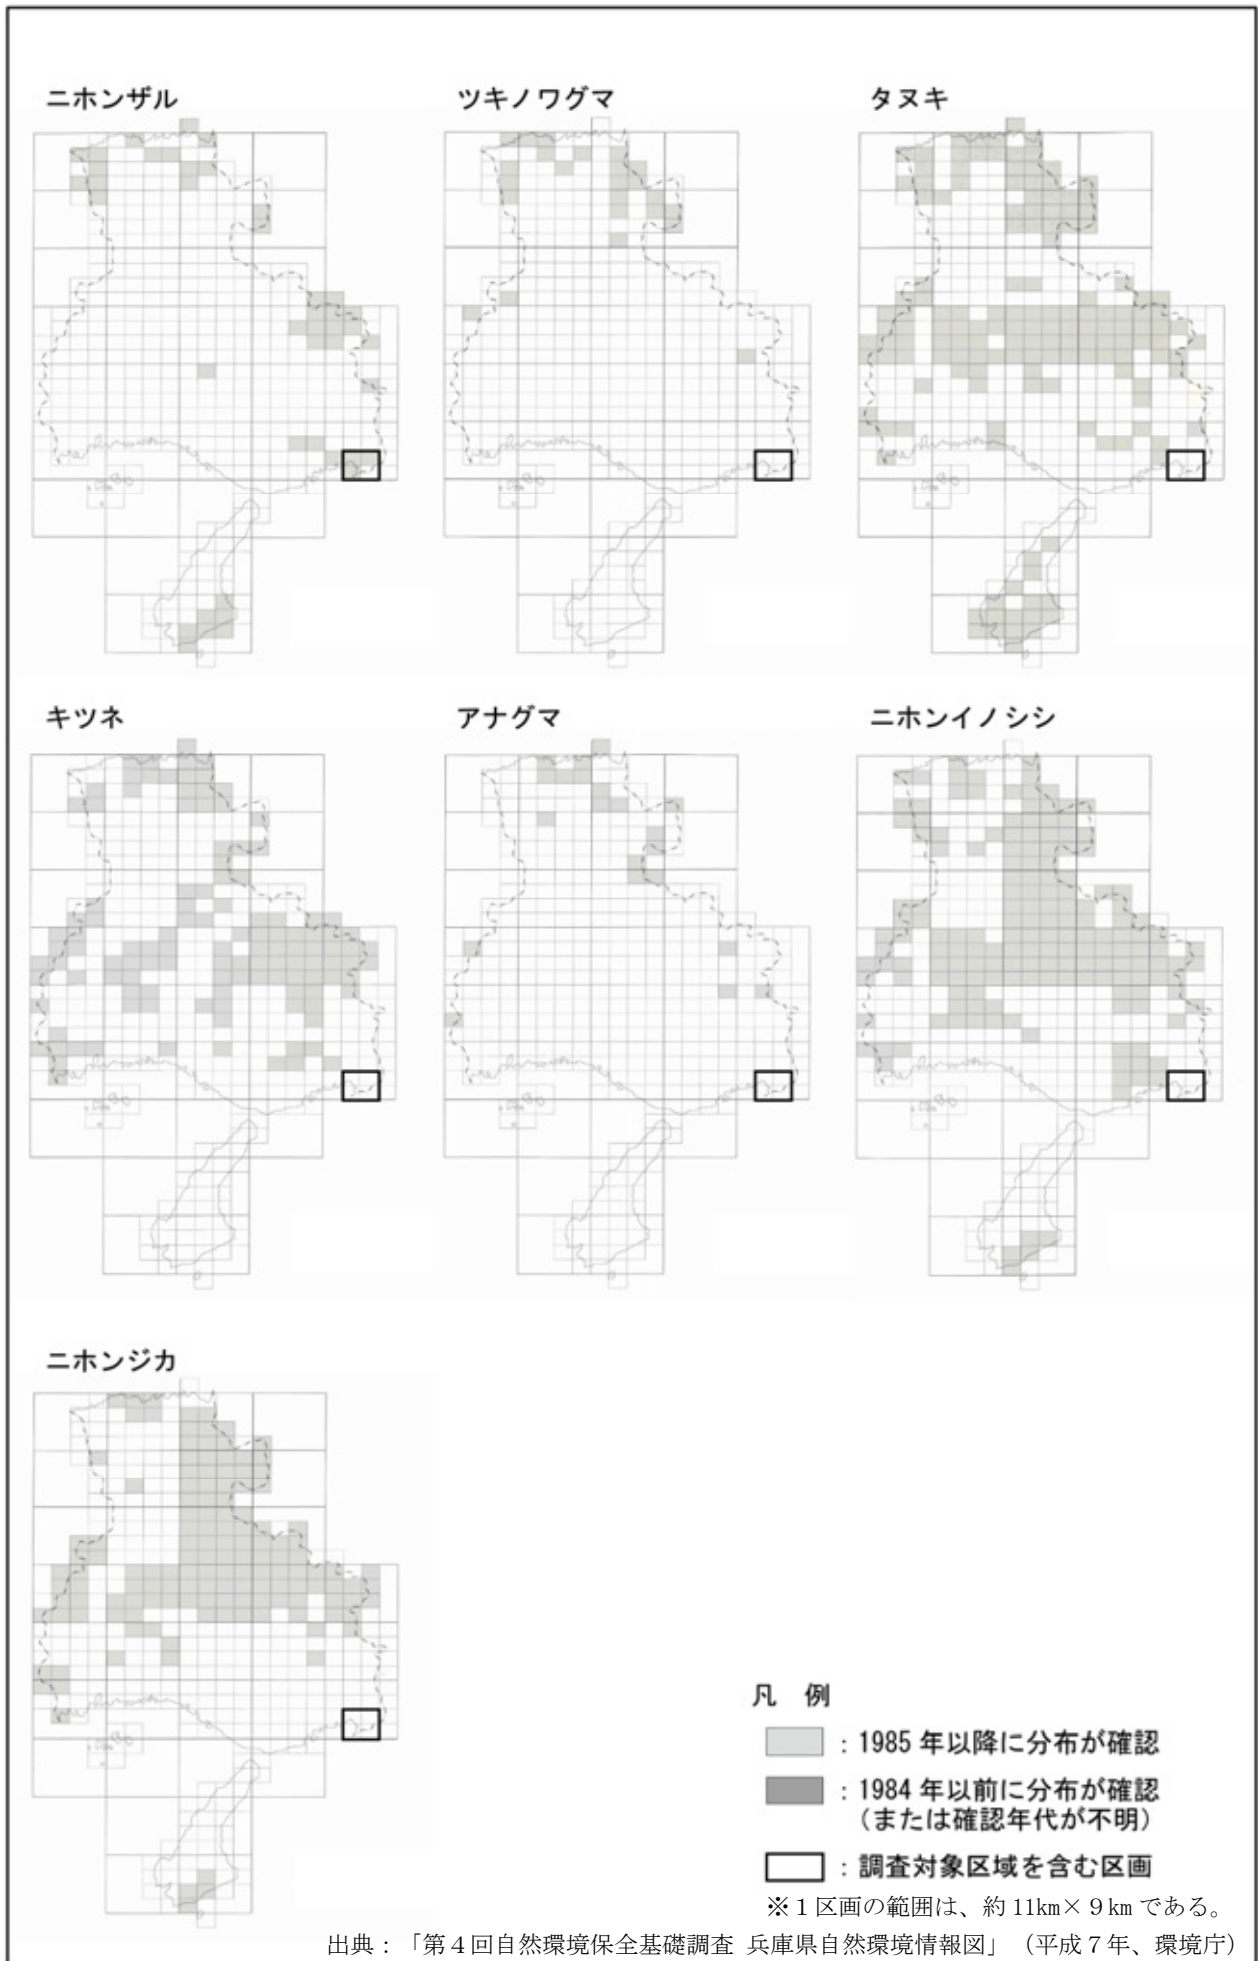 ニホンザル
ツキノワグマ
タヌキ
キツネ
アナグマ
ニホンイノシシ
ニホンジカ
凡　例
：1985 年以降に分布が確認
：1984 年以前に分布が確認
（または確認年代が不明）
：調査対象区域を含む区画
※１区画の範囲は、約 11km×９km である。
出典：「第４回自然環境保全基礎調査 兵庫県自然環境情報図」（平成７年、環境庁）